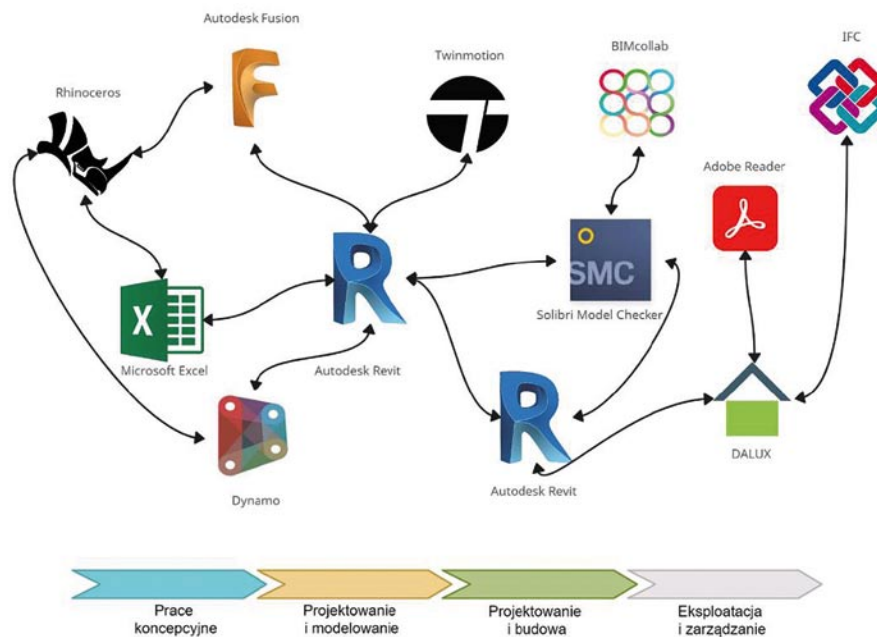 Autodesk Fusion
Twinmotion
BIMcollab
IFC
Rhinoceros
Adobe Reader
X
SMC
Solibri Model Checker
Microsoft Excel
Autodesk Revit
Dynamo
Autodesk Revit
DALUX
Prace
koncepcyjne
Projektowanie
i modelowanie
Projektowanie
i budowa
Eksploatacja
i zarządzanie